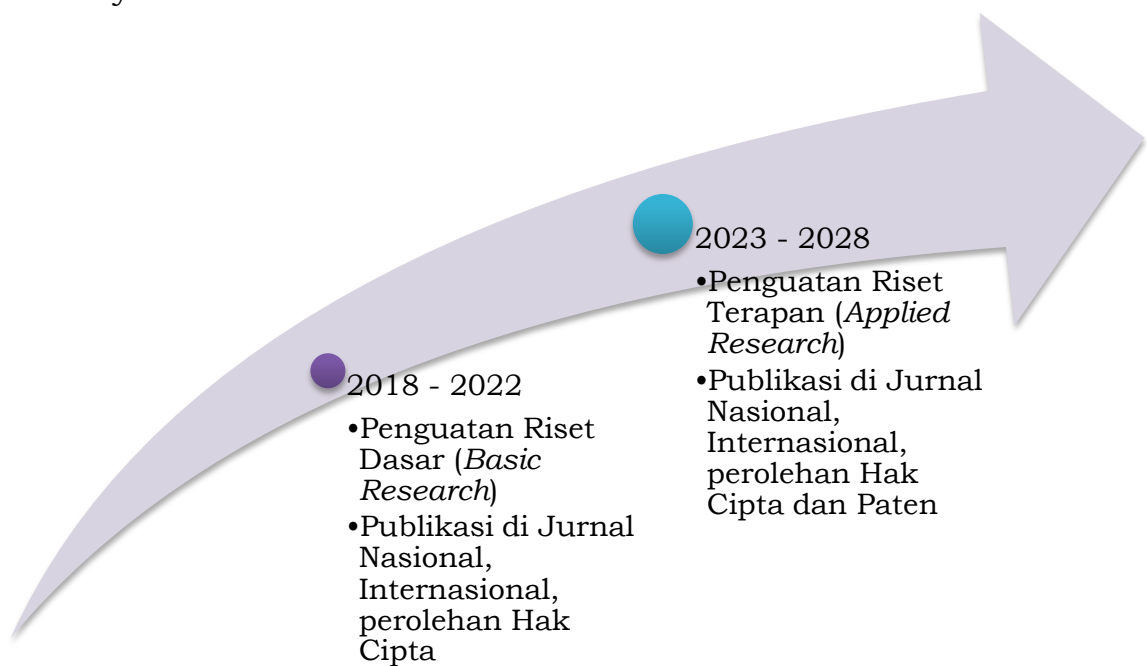 2018 - 2022
•Penguatan Riset
Dasar (Basic
Research)
•Publikasi di Jurnal
Nasional,
Internasional,
perolehan Hak
Cipta
2023 - 2028
•Penguatan Riset
Terapan (Applied
Research)
•Publikasi di Jurnal
Nasional,
Internasional,
perolehan Hak
Cipta dan Paten